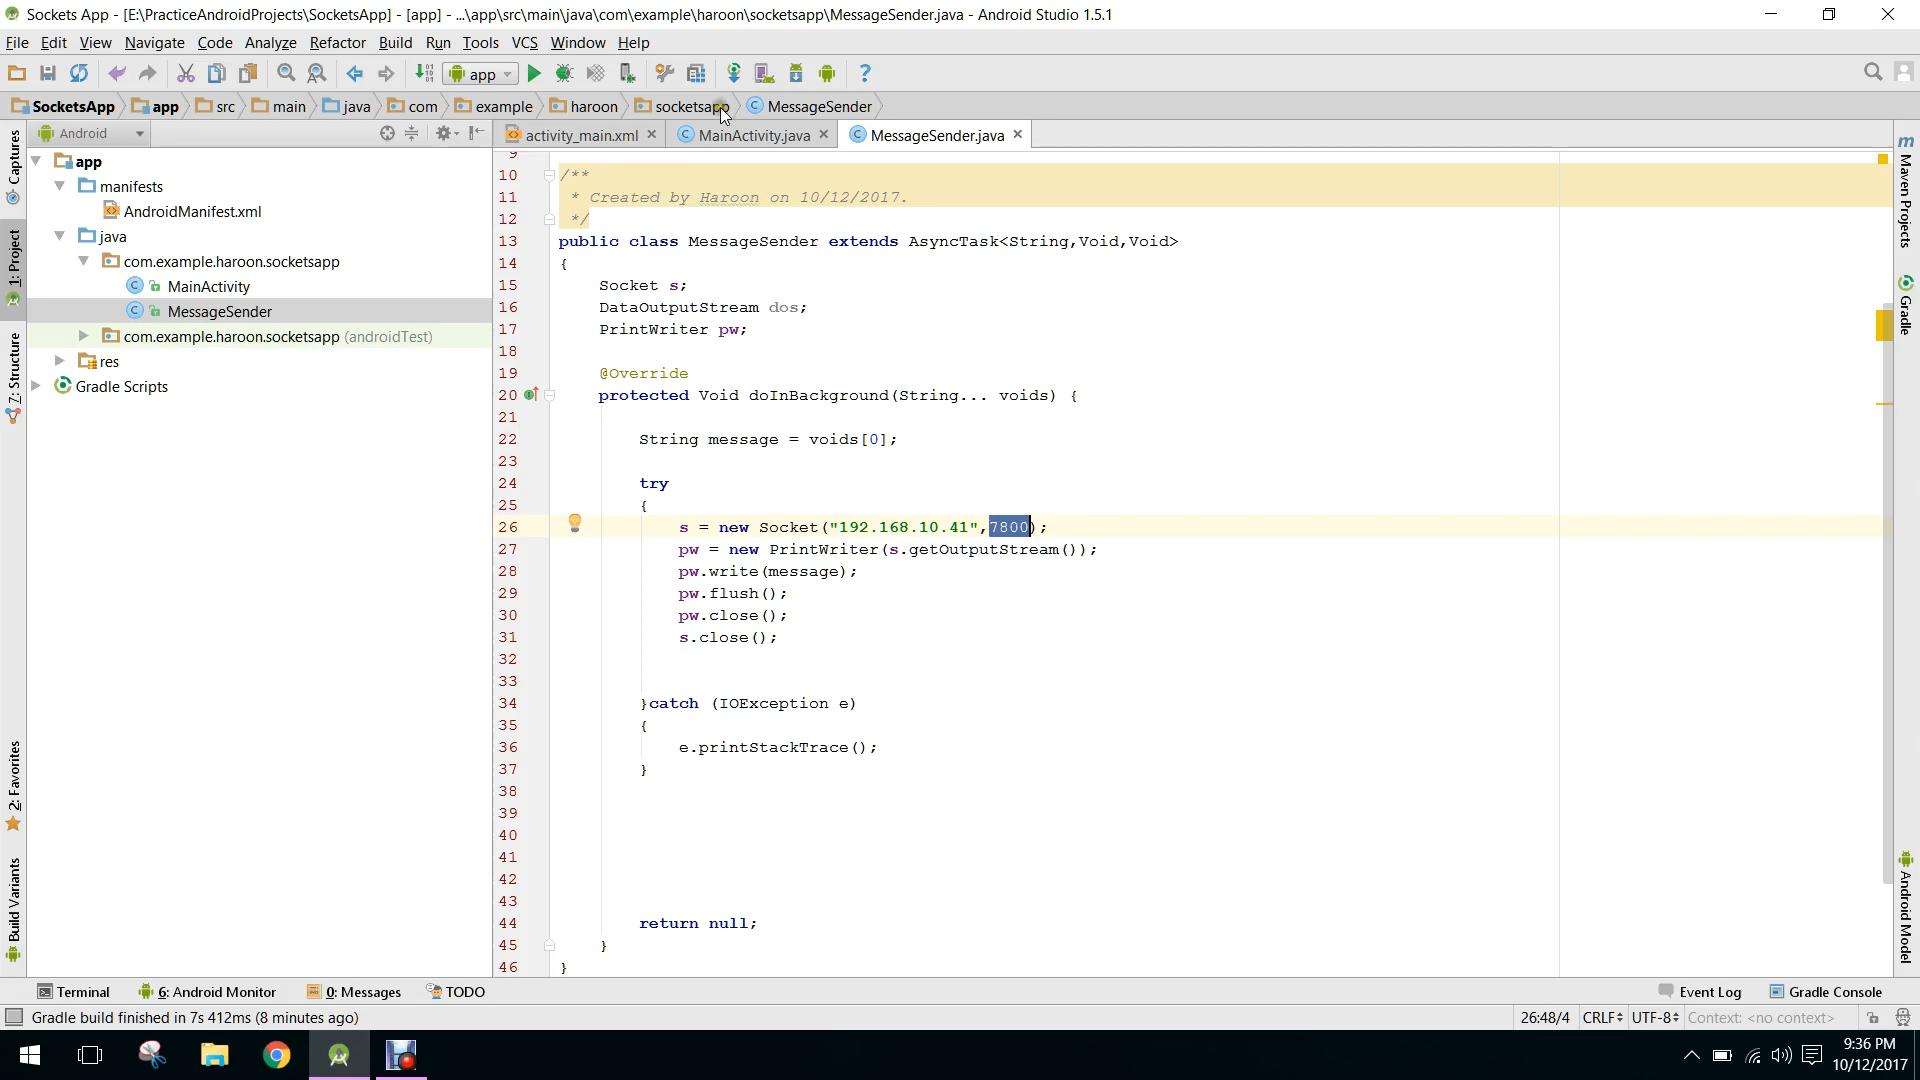 Sockets App - [E:\PracticeAndroidProjects\SocketsApp] - [app] - ...\app\src\main\java\com\example\haroon\socketsapp\MessageSender.java - Android Studio 1.5.1
File Edit View Navigate Code Analyze Refactor Build Run Tools VCS Window Help
app
SocketsApp app src main java com example haroon socketsapp MessageSender
Android
activity_main.xml MainActivity.java MessageSender.java
app
manifests
AndroidManifest.xml
java
com.example.haroon.socketsapp
MainActivity
MessageSender
com.example.haroon.socketsapp (androidTest)
res
Gradle Scripts
Captures
1: Project
7: Structure
2: Favorites
Build Variants
9
10 /**
11 * Created by Haroon on 10/12/2017.
12 */
13 public class MessageSender extends AsyncTask<String,Void,Void>
14 {
15 Socket s;
16 DataOutputStream dos;
17 PrintWriter pw;
18
19 @Override
20 protected Void doInBackground(String... voids) {
21
22 String message = voids[0];
23
24 try
25 {
26 s = new Socket("192.168.10.41",7800);
27 pw = new PrintWriter(s.getOutputStream());
28 pw.write(message);
29 pw.flush();
30 pw.close();
31 s.close();
32
33
34 }catch (IOException e)
35 {
36 e.printStackTrace();
37 }
38
39
40
41
42
43
44 return null;
45 }
46 }
m Maven Projects
Gradle
Android Model
Terminal 6: Android Monitor 0: Messages TODO Event Log Gradle Console
Gradle build finished in 7s 412ms (8 minutes ago) 26:48/4 CRLF UTF-8 Context: <no context>
9:36 PM
10/12/2017